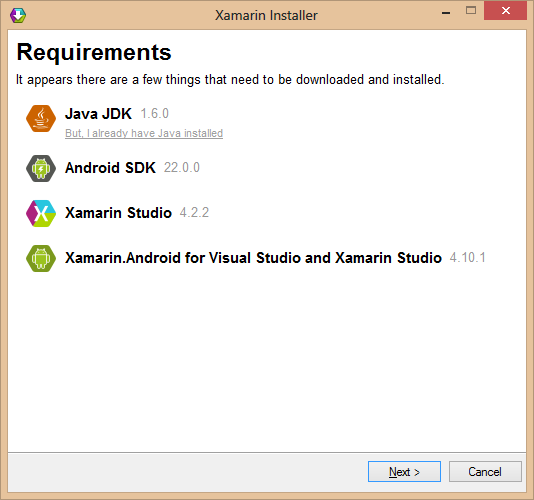 Xamarin Installer
Requirements
It appears there are a few things that need to be downloaded and installed.
Java JDK 1.6.0
But, I already have Java installed
Android SDK 22.0.0
Xamarin Studio 4.2.2
Xamarin.Android for Visual Studio and Xamarin Studio 4.10.1
Next > Cancel